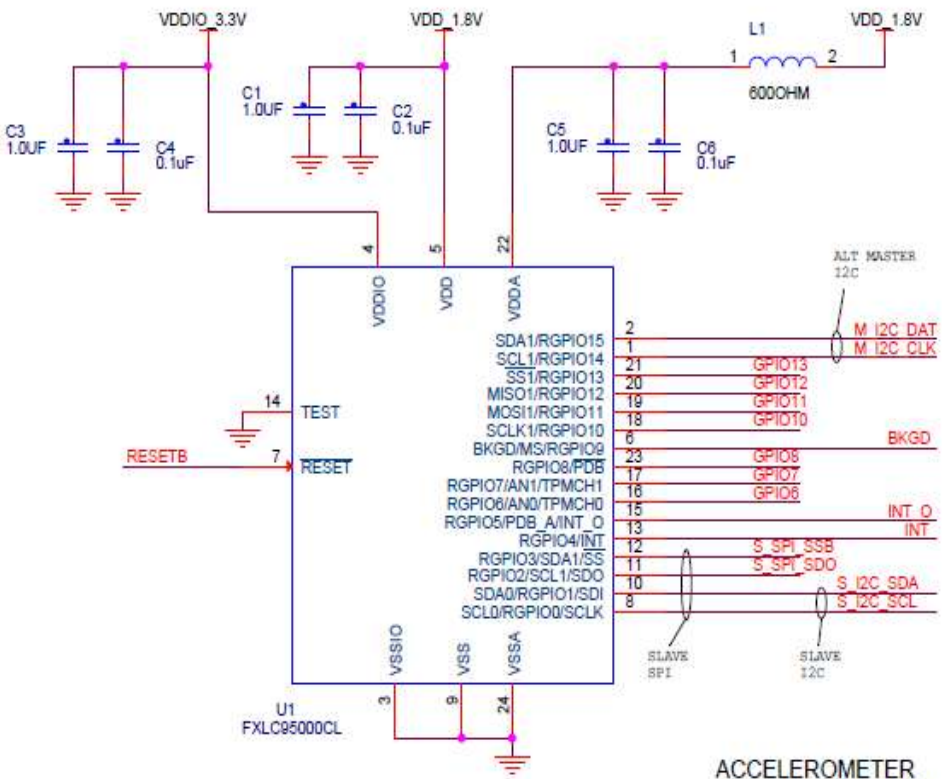 VDDIO_3.3V
VDD_1.8V
L1
VDD_1.8V
1
2
600OHM
C3
1.0UF
C4
0.1uF
C1
1.0UF
C2
0.1uF
C5
1.0UF
C6
0.1uF
4
5
22
VDDIO
VDD
VDDA
ALT MASTER
I2C
SDA1/RGPIO15
2
M_I2C_DAT
SCL1/RGPIO14
1
M_I2C_CLK
SS1/RGPIO13
21
GPIO13
MISO1/RGPIO12
20
GPIO12
MOSI1/RGPIO11
19
GPIO11
SCLK1/RGPIO10
18
GPIO10
BKGD/MS/RGPIO9
6
BKGD
RGPIO8/PDB
23
GPIO8
RGPIO7/AN1/TPMCH1
17
GPIO7
RGPIO6/AN0/TPMCH0
16
GPIO6
RGPIO5/PDB_A/INT_O
15
INT_O
RGPIO4/INT
13
INT
RGPIO3/SDA1/SS
12
S_SPI_SSB
RGPIO2/SCL1/SDO
11
S_SPI_SDO
SDA0/RGPIO1/SDI
10
S_I2C_SDA
SCL0/RGPIO0/SCLK
8
S_I2C_SCL
14
TEST
RESETB
7
RESET
SLAVE
SPI
SLAVE
I2C
VSSIO
VSS
VSSA
3
9
24
U1
FXLC95000CL
ACCELEROMETER